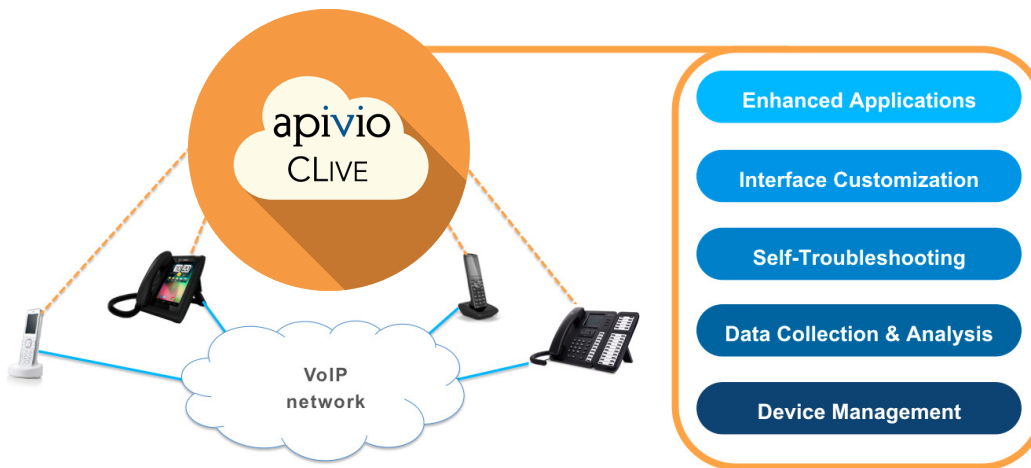 apivio
CLIVE
VoIP
network
Enhanced Applications
Interface Customization
Self-Troubleshooting
Data Collection & Analysis
Device Management